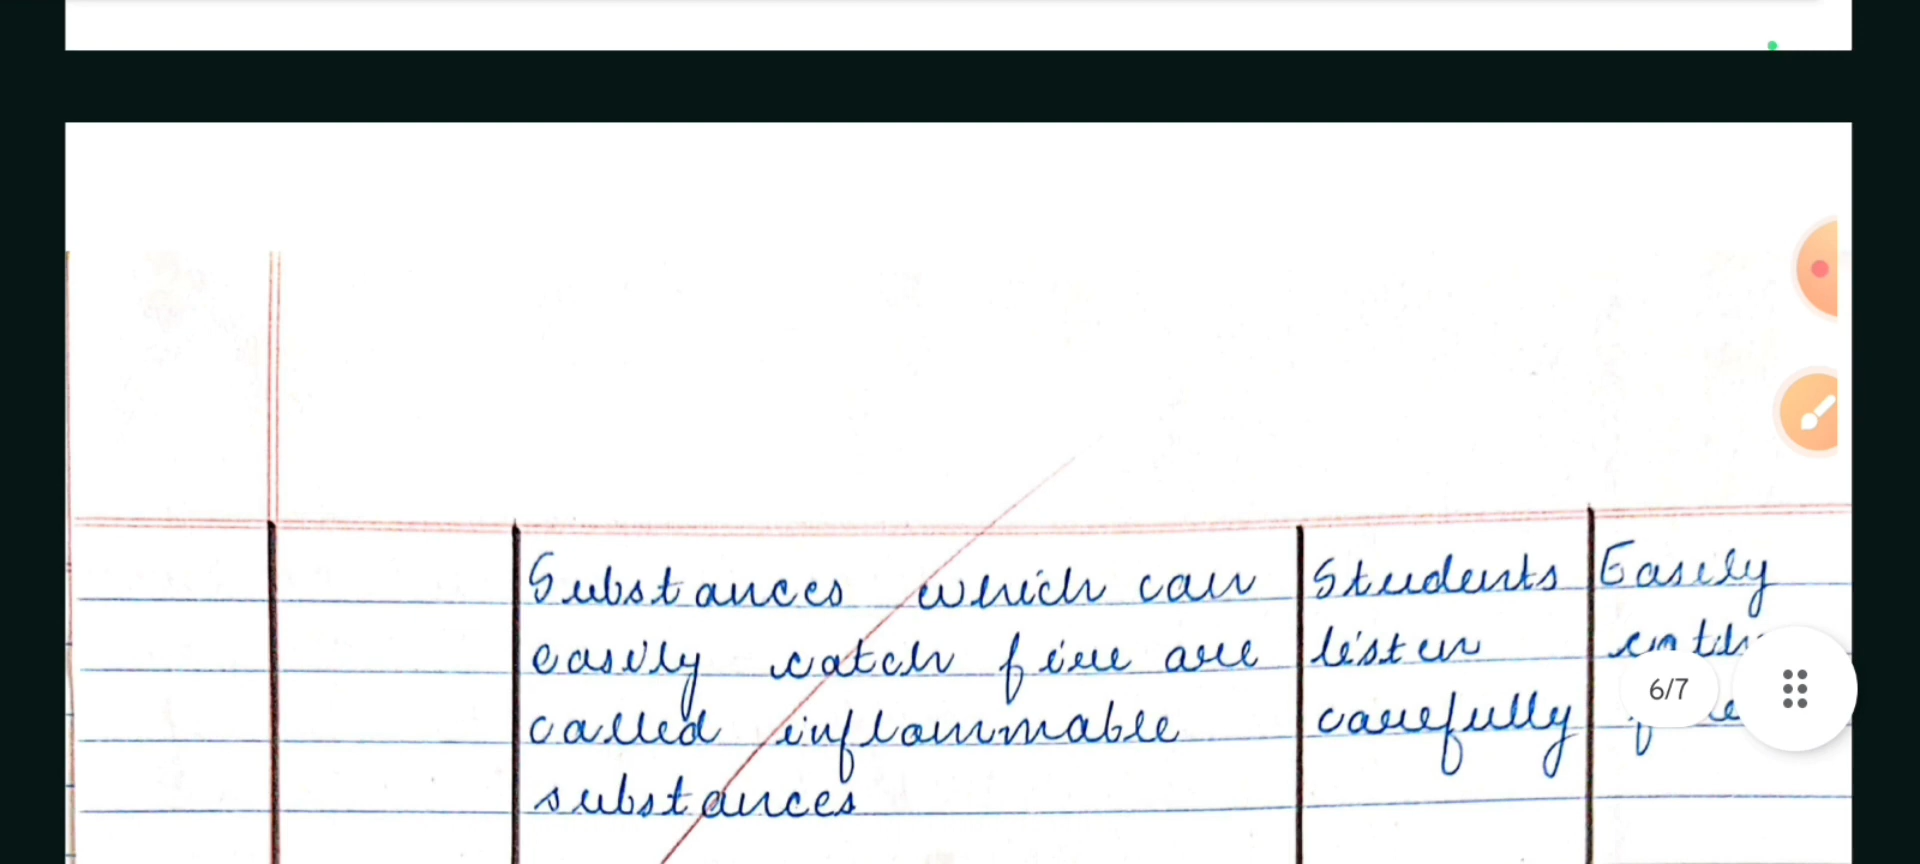 Substances which can
easily catch fire are
called inflammable
substances
Students
listen
carefully
Easily
6/7